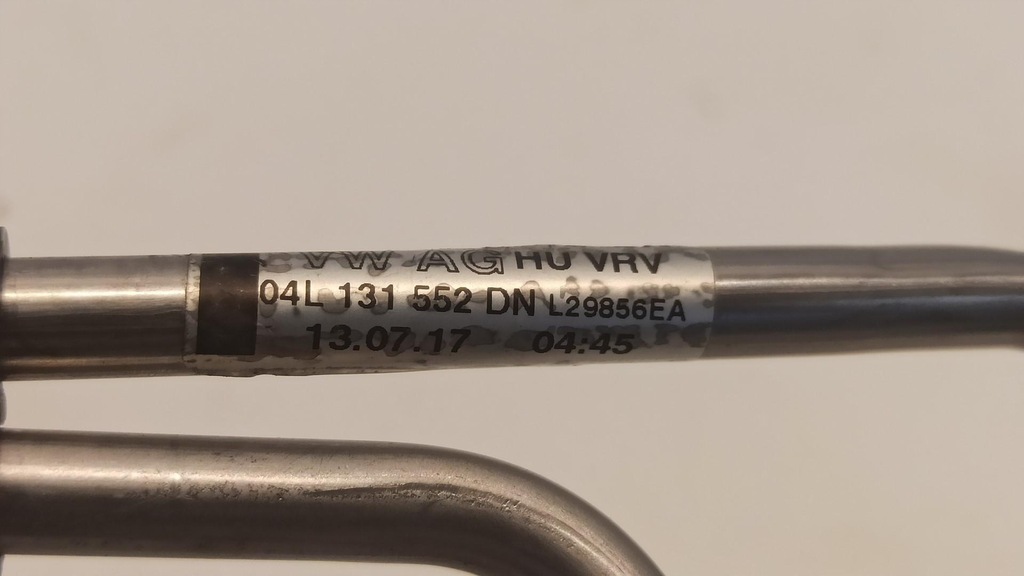 VW AG HU VRV
04L 131 552 DN L29856EA
13.07.17 04:45